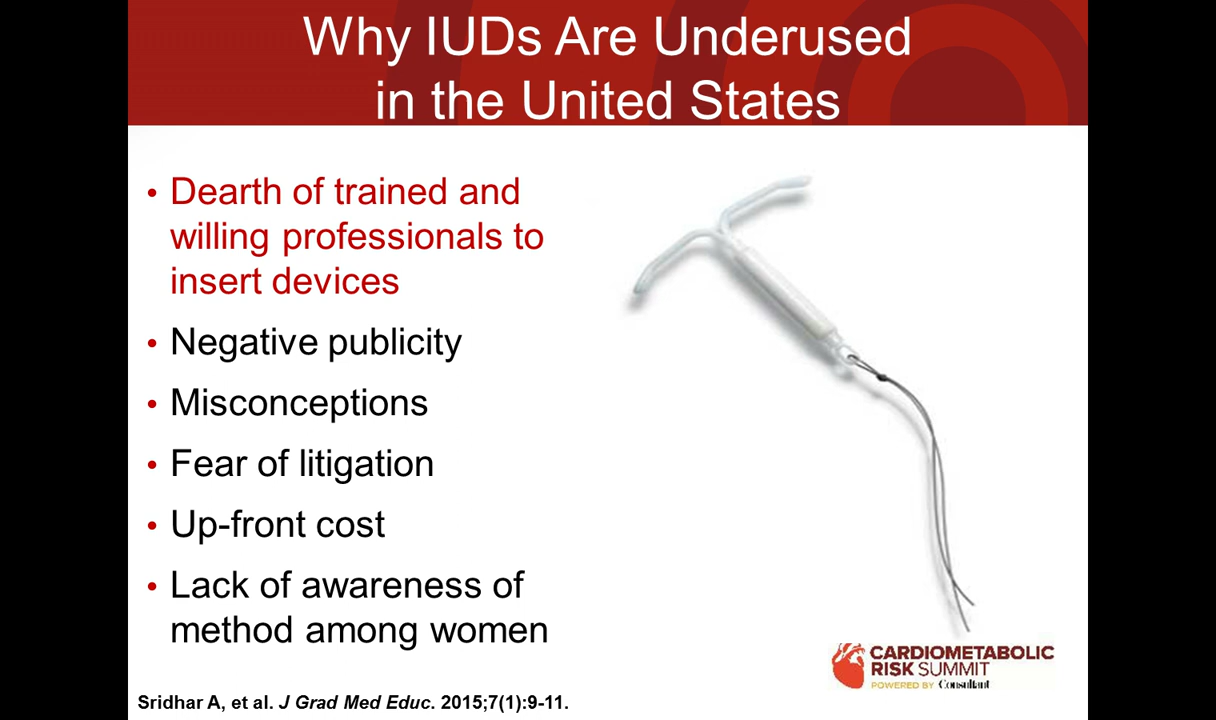 Why IUDs Are Underused
in the United States
• Dearth of trained and
willing professionals to
insert devices
• Negative publicity
• Misconceptions
• Fear of litigation
• Up-front cost
• Lack of awareness of
method among women
CARDIOMETABOLIC
RISK SUMMIT
POWERED BY Consultant
Sridhar A, et al. J Grad Med Educ. 2015;7(1):9-11.